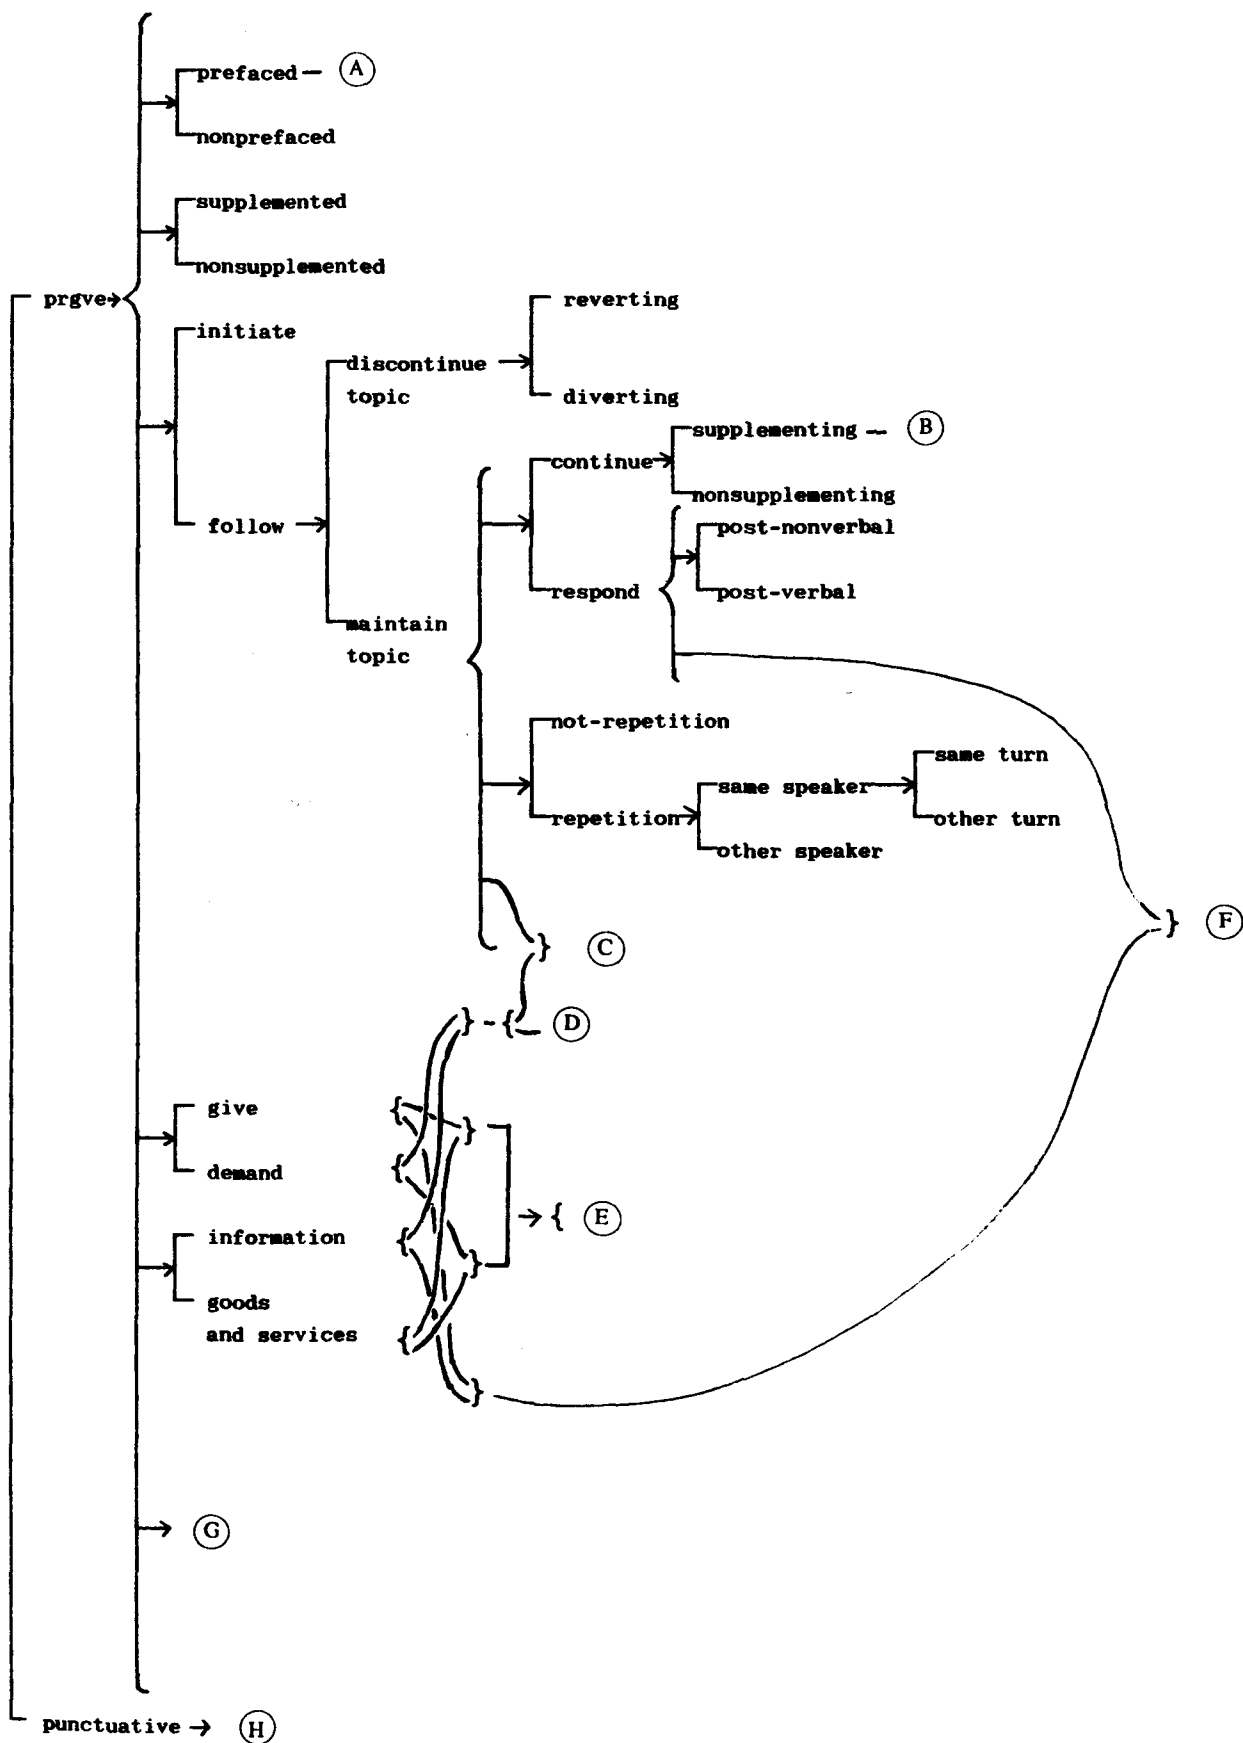 prefaced — A
nonprefaced
supplemented
nonsupplemented
prgve
initiate
reverting
discontinue
topic
diverting
supplementing — B
continue
nonsupplementing
follow
post-nonverbal
respond
post-verbal
maintain
topic
not-repetition
same turn
same speaker
repetition
other turn
other speaker
F
C
D
give
demand
E
information
goods
and services
G
punctuative
H